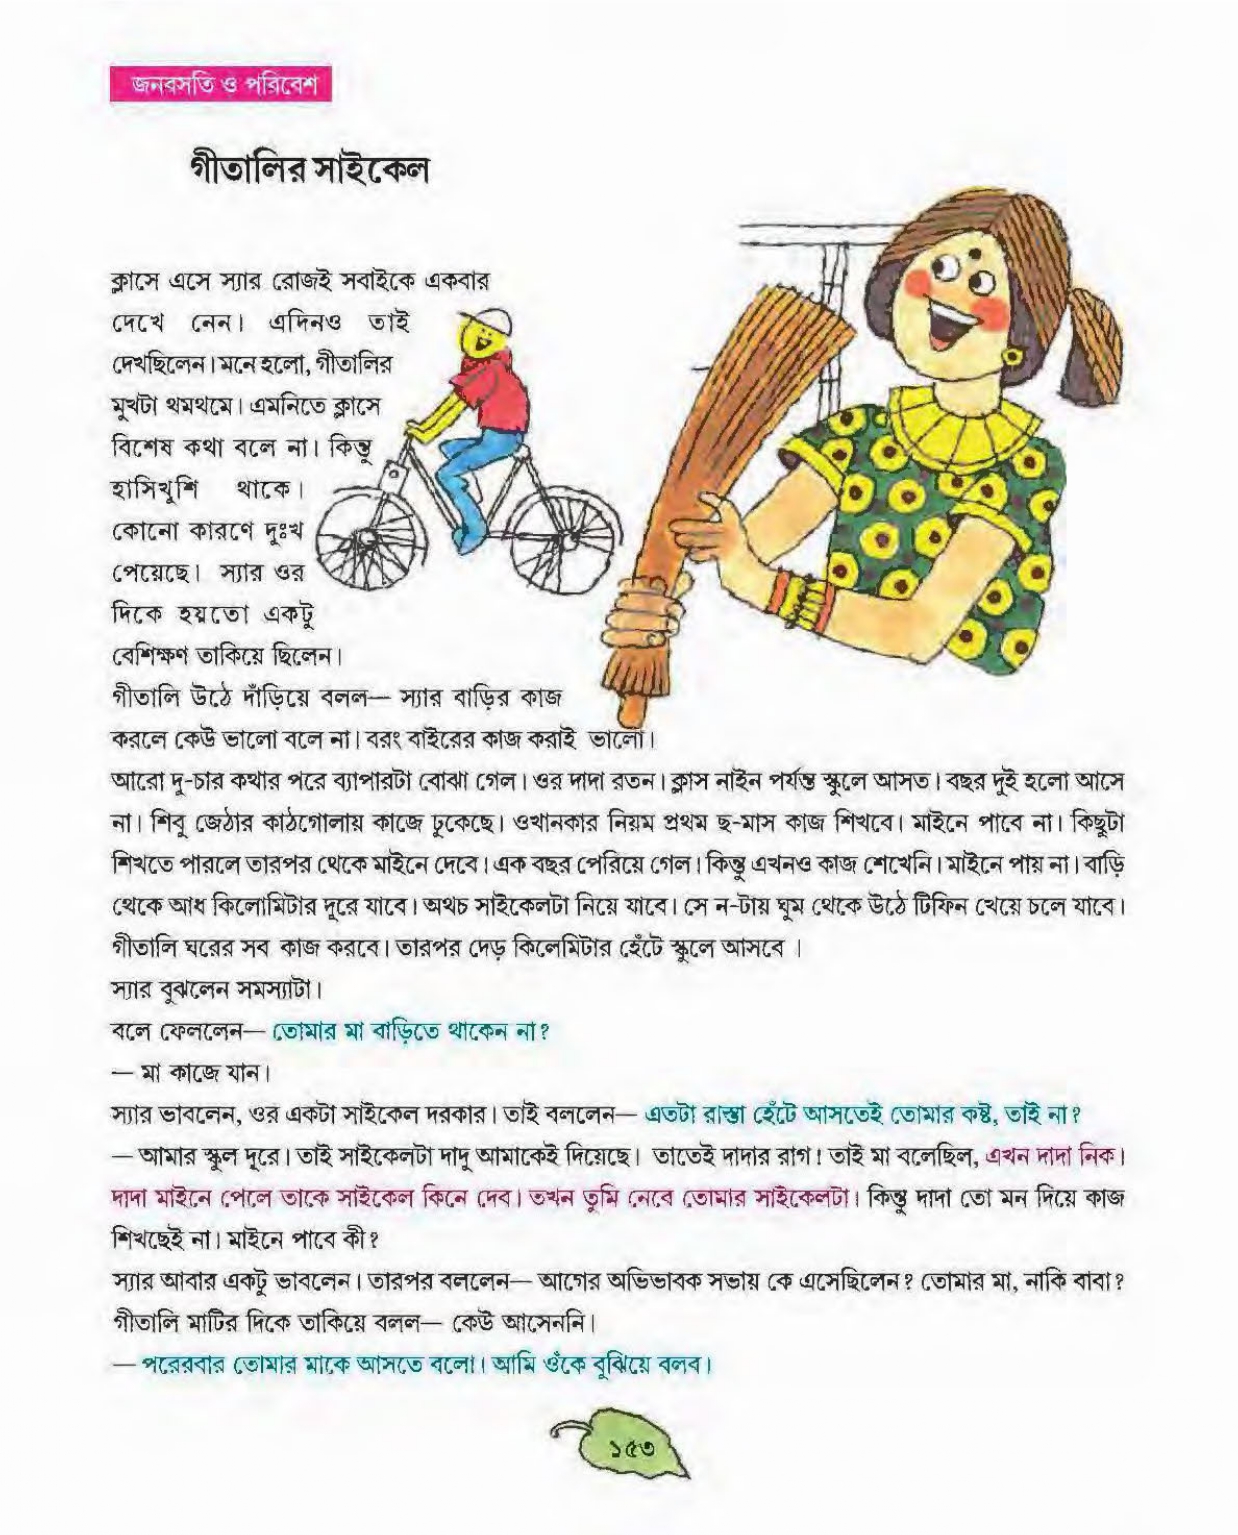 জনবসতি ও পরিবেশ
গীতালির সাইকেল
ক্লাসে এসে স্যার রোজই সবাইকে একবার
দেখে নেন। এদিনও তাই
দেখছিলেন। মনে হলো, গীতালির
মুখটা থমথমে। এমনিতে ক্লাসে
বিশেষ কথা বলে না। কিন্তু
হাসিখুশি থাকে।
কোনো কারণে দুঃখ
পেয়েছে। স্যার ওর
দিকে হয়তো একটু
বেশিক্ষণ তাকিয়ে ছিলেন।
গীতালি উঠে দাঁড়িয়ে বলল— স্যার বাড়ির কাজ
করলে কেউ ভালো বলে না। বরং বাইরের কাজ করাই ভালো।
আরো দু-চার কথার পরে ব্যাপারটা বোঝা গেল। ওর দাদা রতন। ক্লাস নাইন পর্যন্ত স্কুলে আসত। বছর দুই হলো আসে
না। শিবু জেঠার কাঠগোলায় কাজে ঢুকেছে। ওখানকার নিয়ম প্রথম ছ-মাস কাজ শিখবে। মাইনে পাবে না। কিছুটা
শিখতে পারলে তারপর থেকে মাইনে দেবে। এক বছর পেরিয়ে গেল। কিন্তু এখনও কাজ শেখেনি। মাইনে পায় না। বাড়ি
থেকে আধ কিলোমিটার দূরে যাবে। অথচ সাইকেলটা নিয়ে যাবে। সে ন-টায় ঘুম থেকে উঠে টিফিন খেয়ে চলে যাবে।
গীতালি ঘরের সব কাজ করবে। তারপর দেড় কিলেমিটার হেঁটে স্কুলে আসবে ।
স্যার বুঝলেন সমস্যাটা।
বলে ফেললেন— তোমার মা বাড়িতে থাকেন না?
— মা কাজে যান।
স্যার ভাবলেন, ওর একটা সাইকেল দরকার। তাই বললেন— এতটা রাস্তা হেঁটে আসতেই তোমার কষ্ট, তাই না?
— আমার স্কুল দূরে। তাই সাইকেলটা দাদু আমাকেই দিয়েছে। তাতেই দাদার রাগ! তাই মা বলেছিল, এখন দাদা নিক।
দাদা মাইনে পেলে তাকে সাইকেল কিনে দেব। তখন তুমি নেবে তোমার সাইকেলটা। কিন্তু দাদা তো মন দিয়ে কাজ
শিখছেই না। মাইনে পাবে কী?
স্যার আবার একটু ভাবলেন। তারপর বললেন— আগের অভিভাবক সভায় কে এসেছিলেন? তোমার মা, নাকি বাবা?
গীতালি মাটির দিকে তাকিয়ে বলল— কেউ আসেননি।
— পরেরবার তোমার মাকে আসতে বলো। আমি ওঁকে বুঝিয়ে বলব।
১৫৩